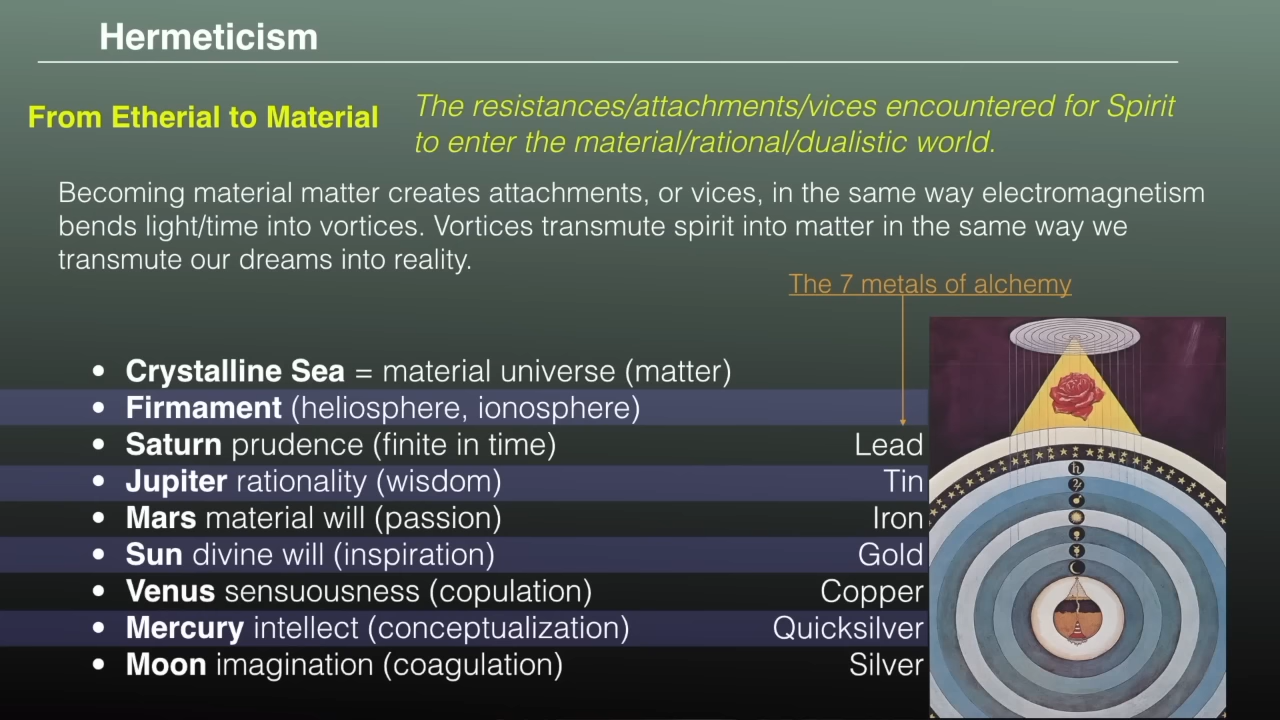 Hermeticism
From Etherial to Material
The resistances/attachments/vices encountered for Spirit
to enter the material/rational/dualistic world.
Becoming material matter creates attachments, or vices, in the same way electromagnetism
bends light/time into vortices. Vortices transmute spirit into matter in the same way we
transmute our dreams into reality.
The 7 metals of alchemy
• Crystalline Sea = material universe (matter)
• Firmament (heliosphere, ionosphere)
• Saturn prudence (finite in time) Lead
• Jupiter rationality (wisdom) Tin
• Mars material will (passion) Iron
• Sun divine will (inspiration) Gold
• Venus sensuousness (copulation) Copper
• Mercury intellect (conceptualization) Quicksilver
• Moon imagination (coagulation) Silver